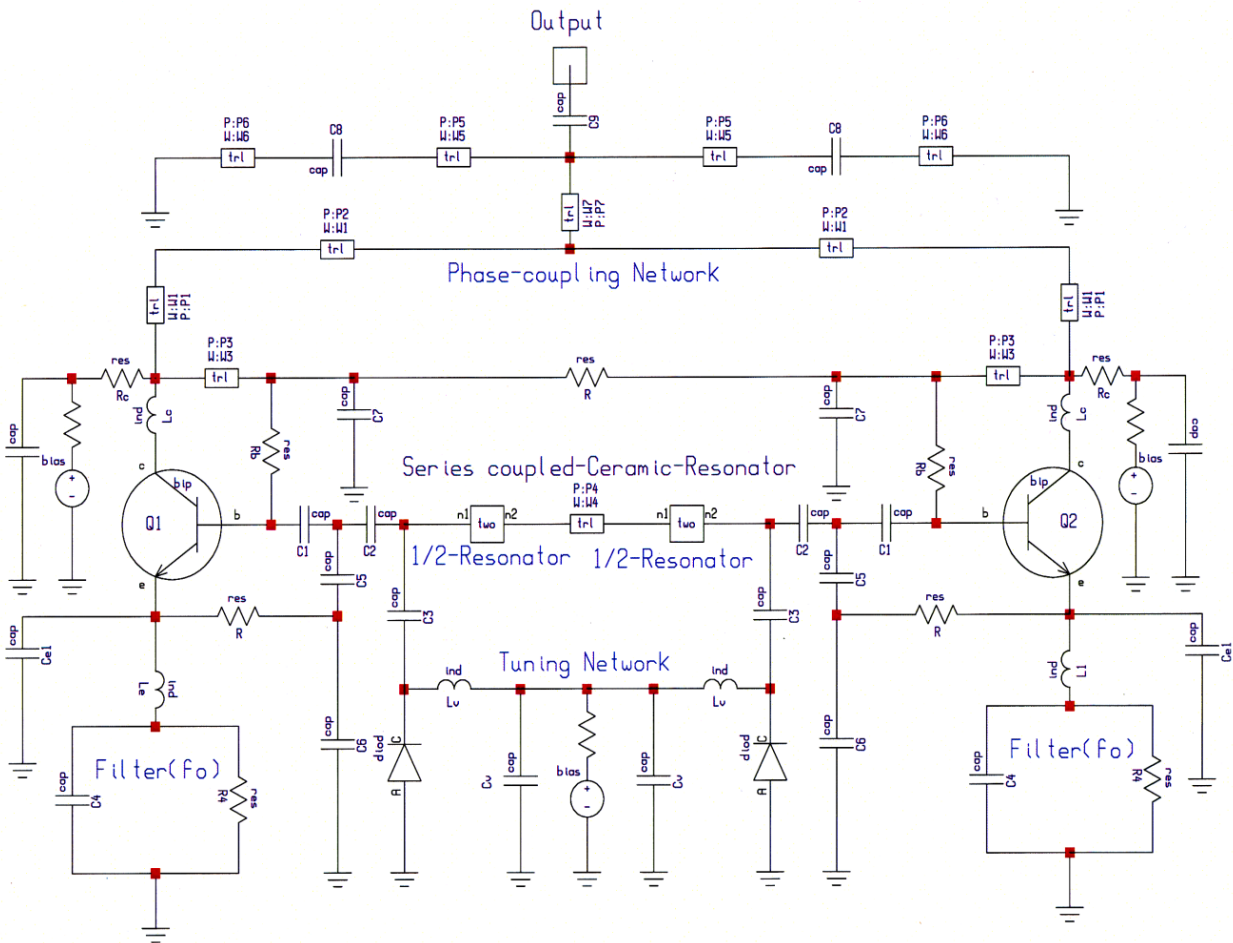 Output
cap
C9
P:P6
W:W6
trl
C8
cap
P:P5
W:W5
trl
P:P5
W:W5
trl
C8
cap
P:P6
W:W6
trl
trl
W:W7
P:P7
P:P2
W:W1
trl
P:P2
W:W1
trl
Phase-coupling Network
trl
W:W1
P:P1
trl
W:W1
P:P1
res
Rc
P:P3
W:W3
trl
res
R
P:P3
W:W3
trl
res
Rc
cap
bias
+
-
ind
Lc
res
Rb
cap
C7
cap
C7
res
Rb
ind
Lc
bias
+
-
cap
Series coupled-Ceramic-Resonator
c
bip
Q1
b
e
cap
C1
cap
C2
n1
two
n2
P:P4
W:W4
trl
n1
two
n2
cap
C2
cap
C1
c
bip
Q2
b
e
1/2-Resonator
1/2-Resonator
cap
C5
cap
C3
cap
C3
cap
C5
cap
Ce1
res
R
res
R
cap
Ce1
Tuning Network
ind
Le
ind
Lv
ind
Lv
ind
L1
cap
C6
diod
C
A
cap
Cv
bias
+
-
cap
Cv
diod
C
A
cap
C6
Filter(fo)
cap
C4
res
R4
Filter(fo)
cap
C4
res
R4